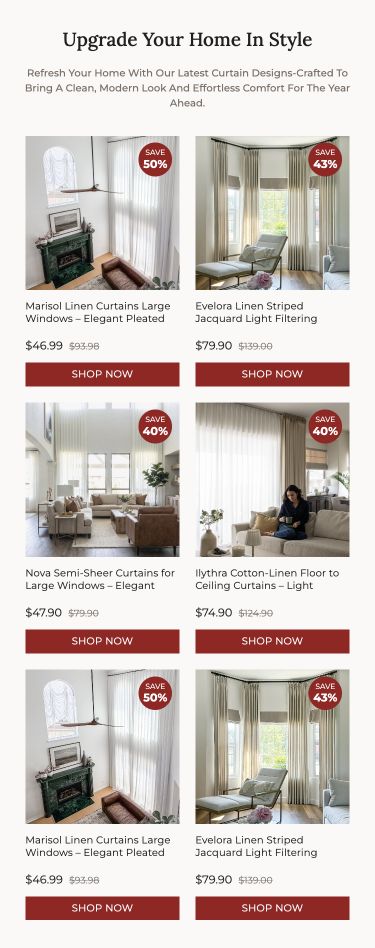 Upgrade Your Home In Style
Refresh Your Home With Our Latest Curtain Designs-Crafted To
Bring A Clean, Modern Look And Effortless Comfort For The Year
Ahead.
SAVE
50%
SAVE
43%
Marisol Linen Curtains Large
Windows – Elegant Pleated
Evelora Linen Striped
Jacquard Light Filtering
$46.99 $93.98
$79.90 $139.00
SHOP NOW
SHOP NOW
SAVE
40%
SAVE
40%
Nova Semi-Sheer Curtains for
Large Windows – Elegant
Ilythra Cotton-Linen Floor to
Ceiling Curtains – Light
$47.90 $79.90
$74.90 $124.90
SHOP NOW
SHOP NOW
SAVE
50%
SAVE
43%
Marisol Linen Curtains Large
Windows – Elegant Pleated
Evelora Linen Striped
Jacquard Light Filtering
$46.99 $93.98
$79.90 $139.00
SHOP NOW
SHOP NOW